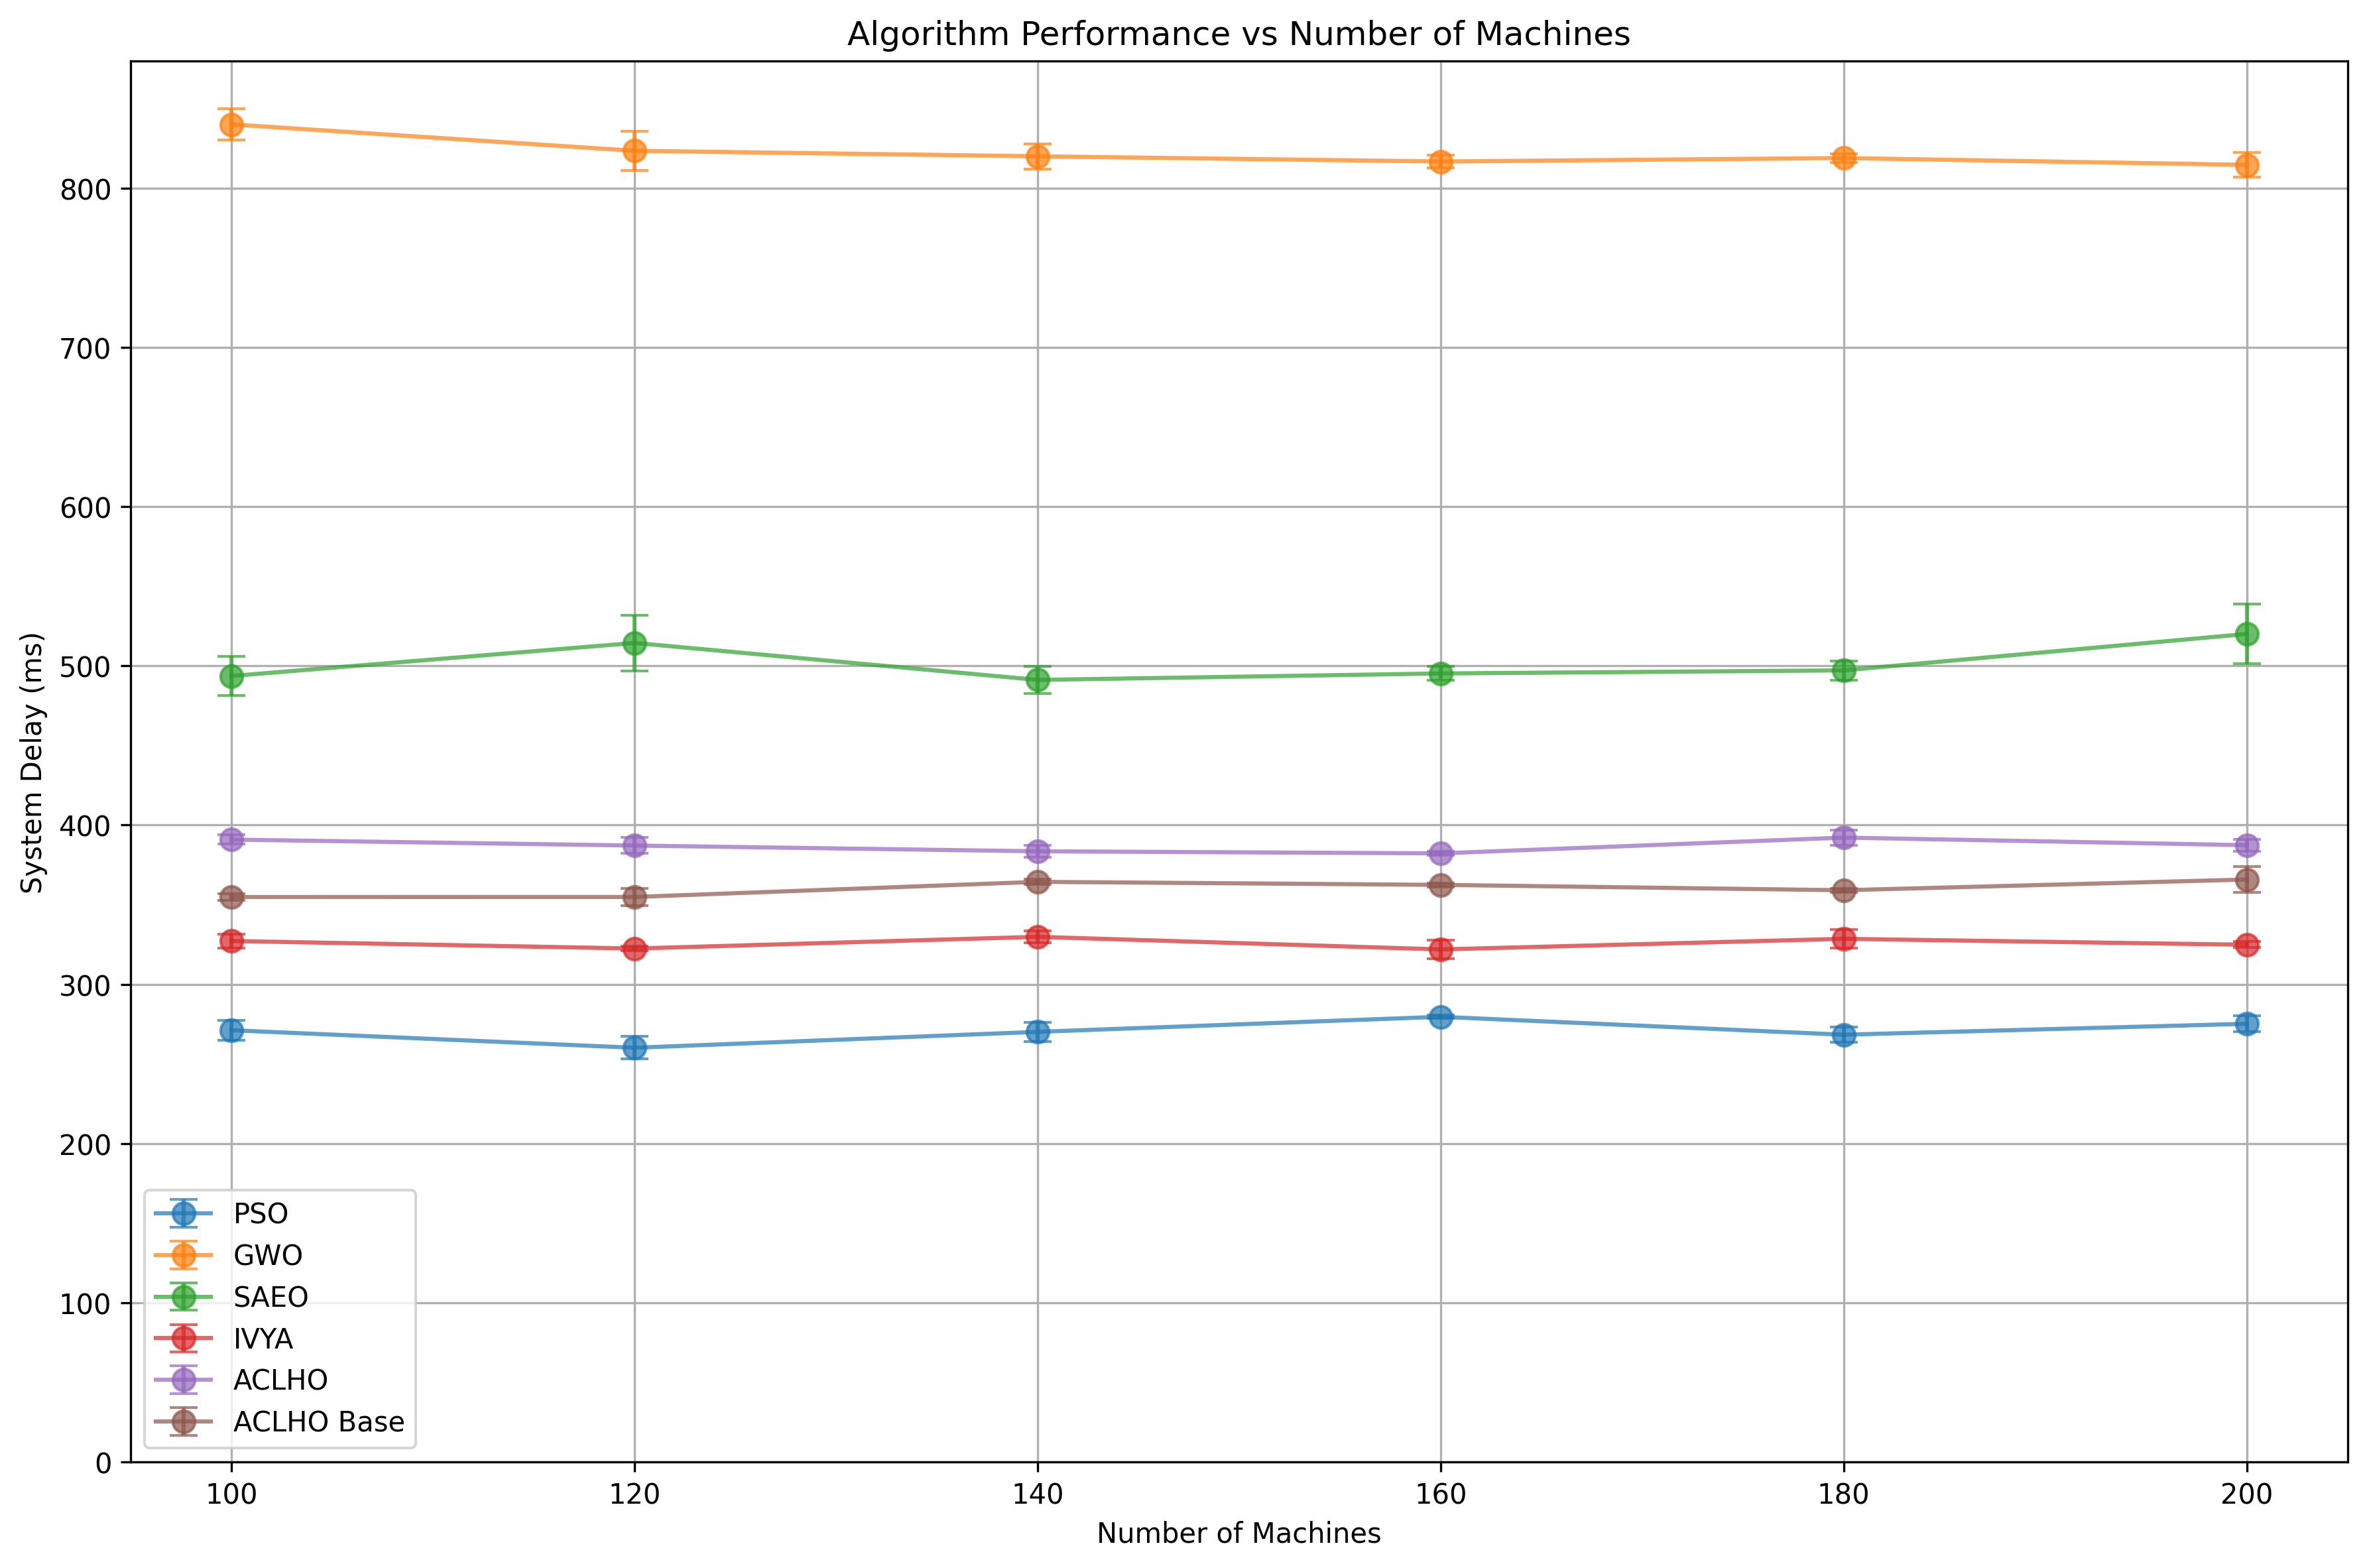 Algorithm Performance vs Number of Machines
System Delay (ms)
800
700
600
500
400
300
200
100
0
PSO
GWO
SAEO
IVYA
ACLHO
ACLHO Base
100 120 140 160 180 200
Number of Machines